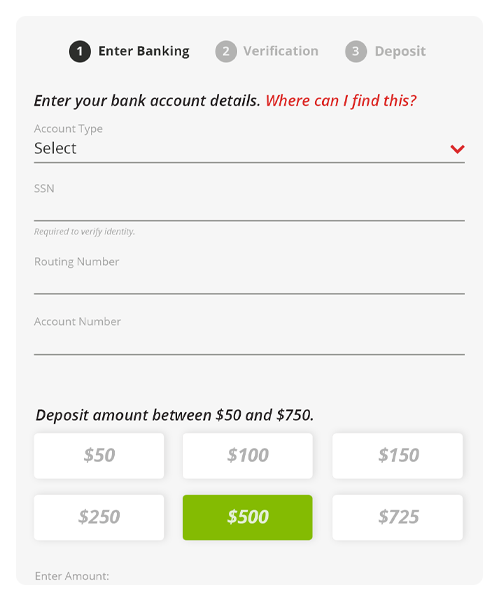 1 Enter Banking 2 Verification 3 Deposit
Enter your bank account details. Where can I find this?
Account Type
Select
SSN
Required to verify identity.
Routing Number
Account Number
Deposit amount between $50 and $750.
$50 $100 $150
$250 $500 $725
Enter Amount: